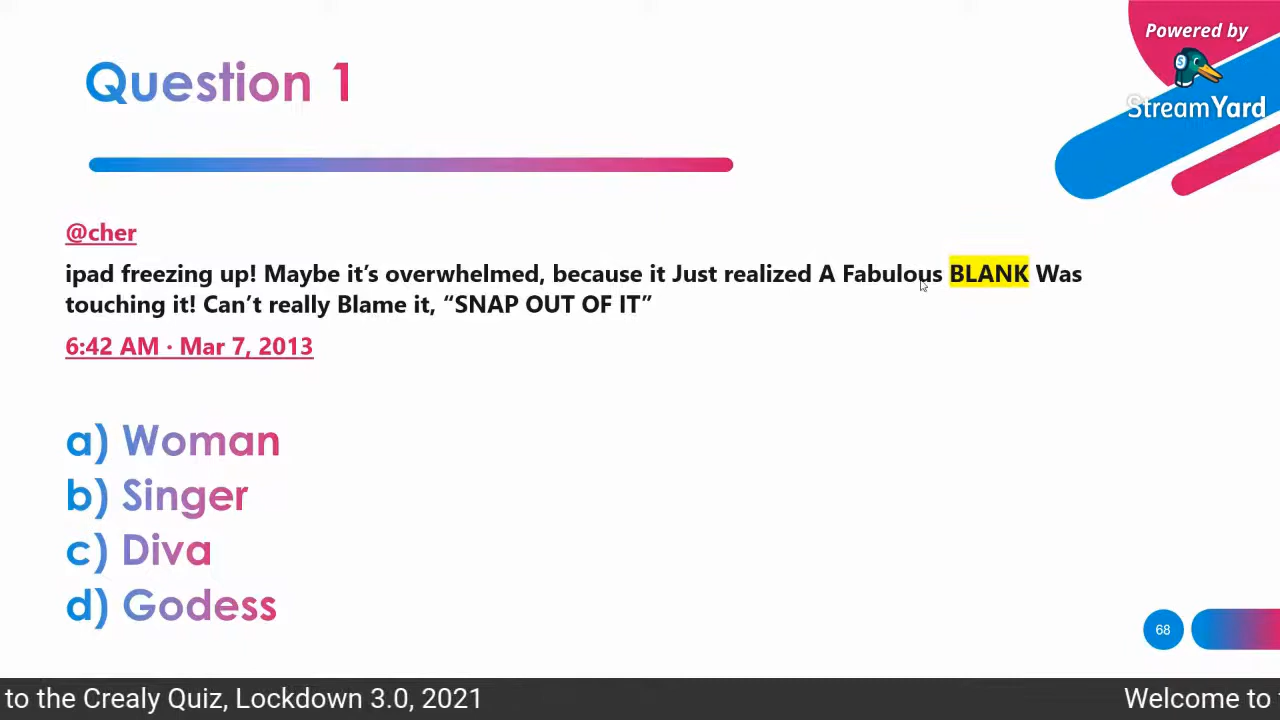 Powered by
StreamYard
Question 1
@cher
ipad freezing up! Maybe it’s overwhelmed, because it Just realized A Fabulous BLANK Was
touching it! Can’t really Blame it, “SNAP OUT OF IT”
6:42 AM · Mar 7, 2013
a) Woman
b) Singer
c) Diva
d) Godess
68
to the Crealy Quiz, Lockdown 3.0, 2021 Welcome to